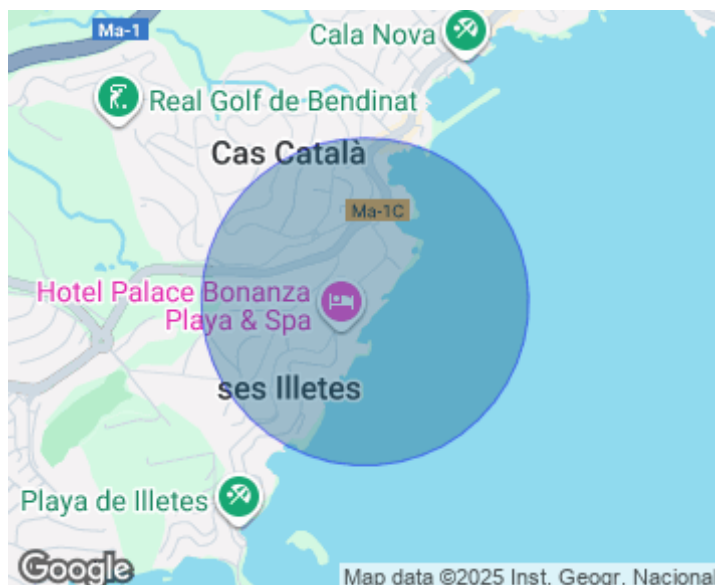 Ma-1
Cala Nova
Real Golf de Bendinat
Cas Català
Ma-1C
Hotel Palace Bonanza
Playa & Spa
ses Illetes
Playa de Illetes
Google
Map data ©2025 Inst. Geogr. Nacional